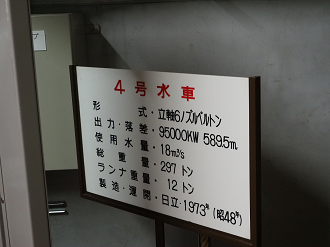 4号水車
形式・立軸6ノズルペルトン
出力・落差・95000KW 589.5m
使用水量・18m³/s
総重量・297トン
ランナ重量・12トン
製造・運開・日立・1973年(昭48年)